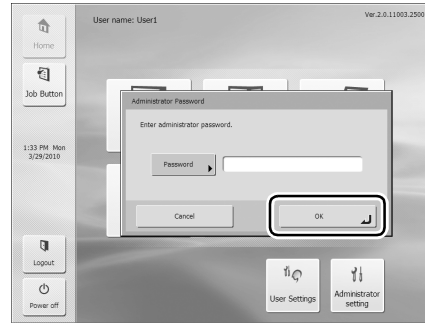 User name: User1
Ver.2.0.11003.2500
Home
Job Button
1:33 PM Mon
3/29/2010
Logout
Power off
Administrator Password
Enter administrator password.
Password
Cancel
OK
User Settings
Administrator
setting